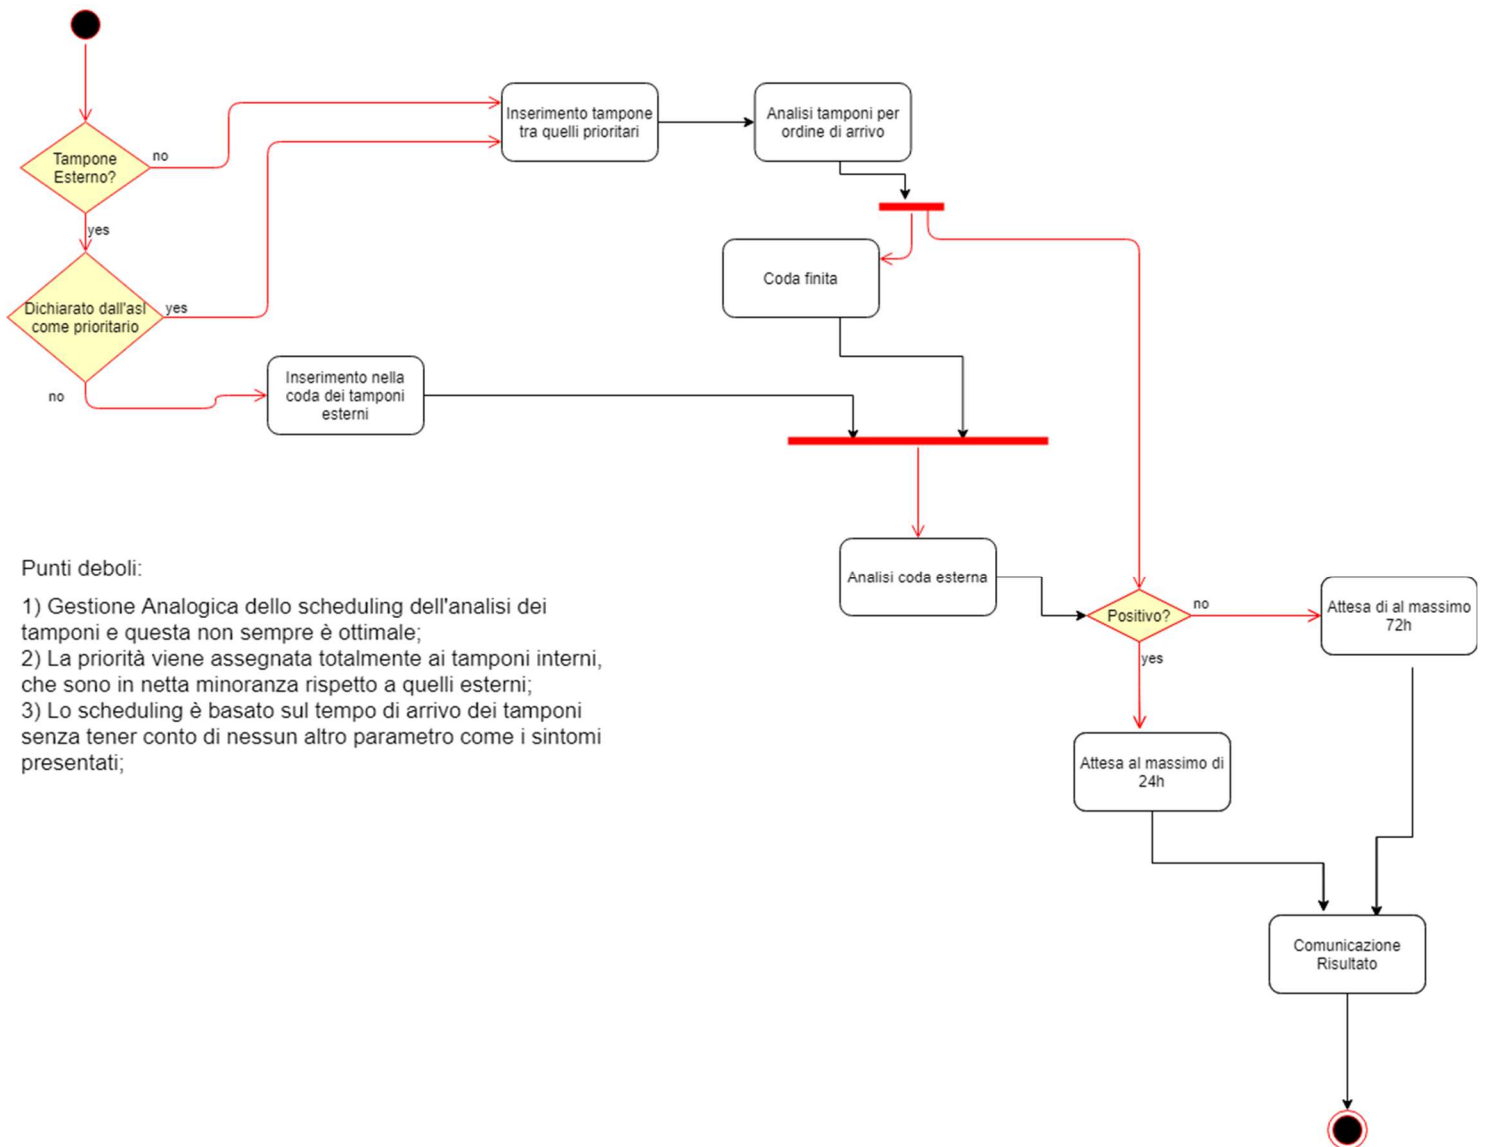 Inserimento tampone
tra quelli prioritari
Analisi tamponi per
ordine di arrivo
Tampone
Esterno?
no
yes
Dichiarato dall'asl
come prioritario
yes
no
Coda finita
Inserimento nella
coda dei tamponi
esterni
Analisi coda esterna
Positivo?
no
yes
Attesa di al massimo
72h
Attesa al massimo di
24h
Comunicazione
Risultato
Punti deboli:
1) Gestione Analogica dello scheduling dell'analisi dei
tamponi e questa non sempre è ottimale;
2) La priorità viene assegnata totalmente ai tamponi interni,
che sono in netta minoranza rispetto a quelli esterni;
3) Lo scheduling è basato sul tempo di arrivo dei tamponi
senza tener conto di nessun altro parametro come i sintomi
presentati;